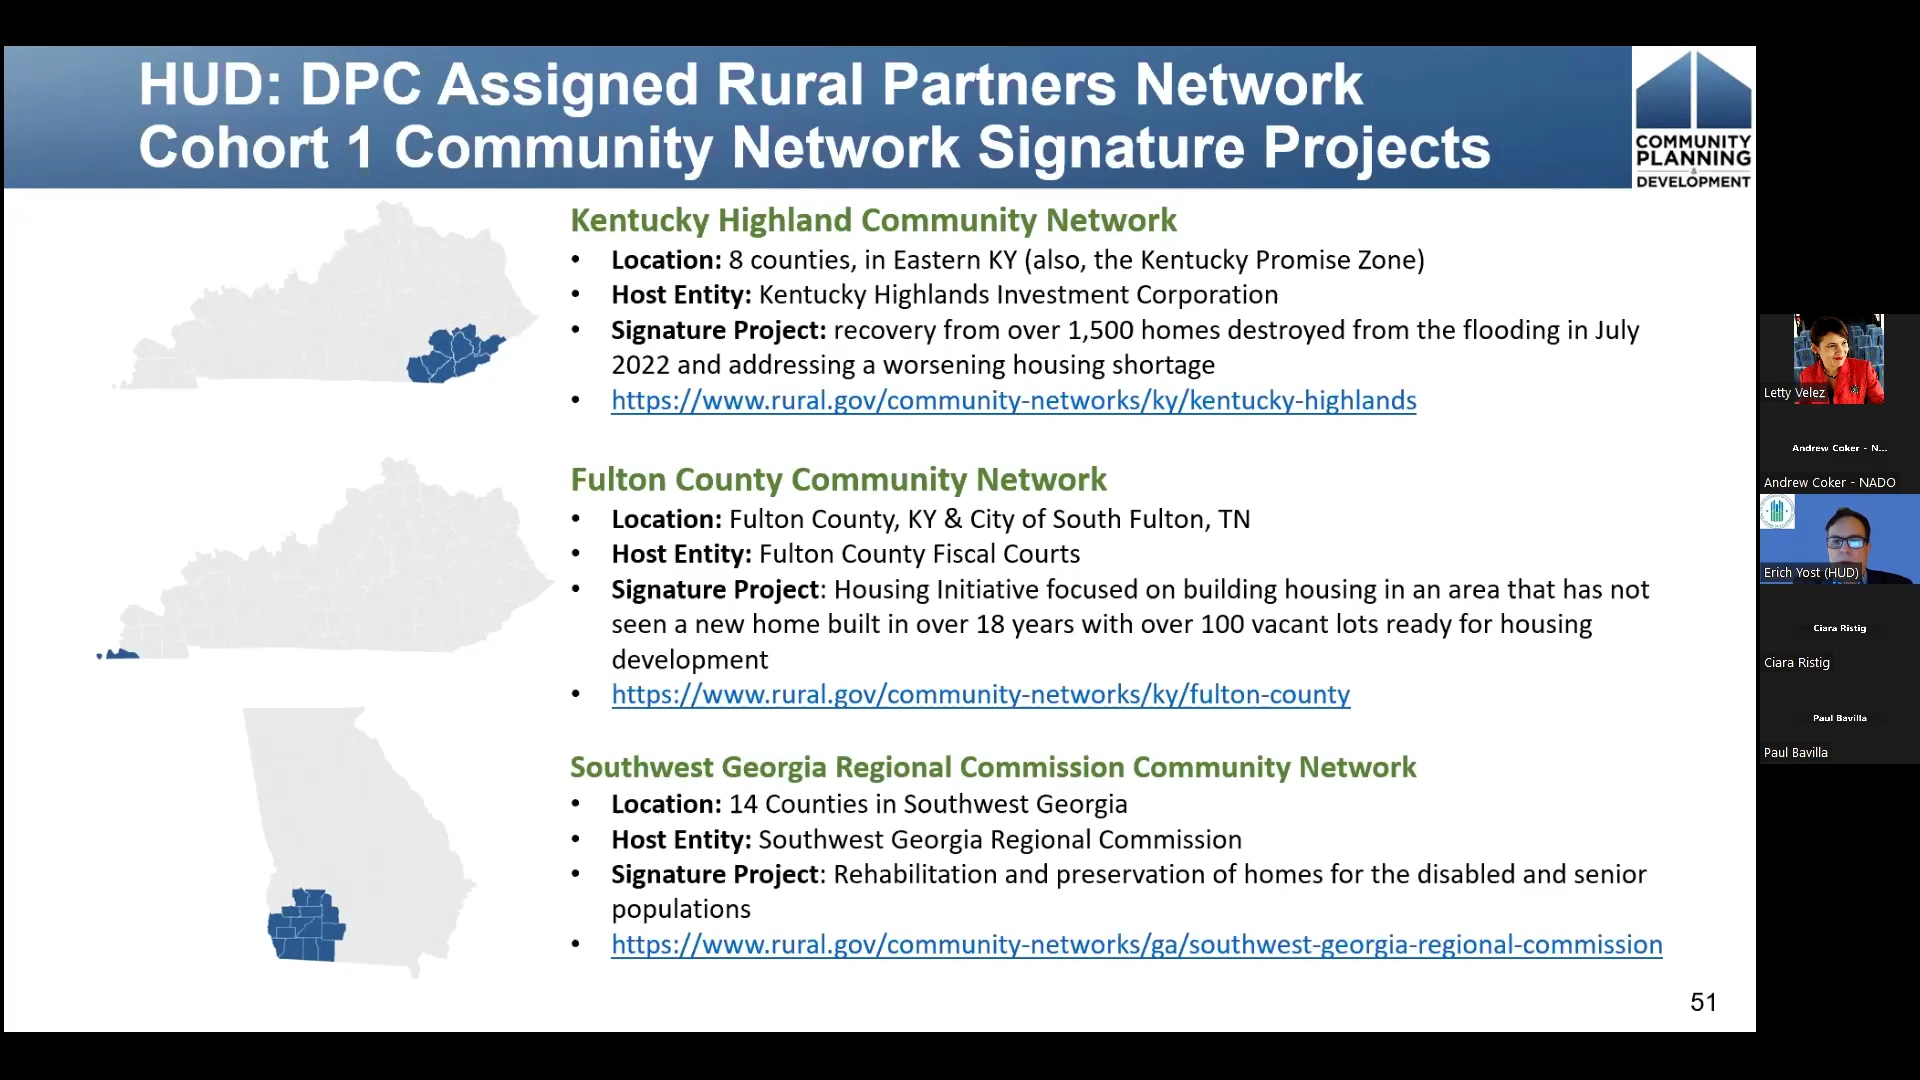 HUD: DPC Assigned Rural Partners Network
Cohort 1 Community Network Signature Projects
COMMUNITY
PLANNING
&
DEVELOPMENT
Kentucky Highland Community Network
• Location: 8 counties, in Eastern KY (also, the Kentucky Promise Zone)
• Host Entity: Kentucky Highlands Investment Corporation
• Signature Project: recovery from over 1,500 homes destroyed from the flooding in July
2022 and addressing a worsening housing shortage
• https://www.rural.gov/community-networks/ky/kentucky-highlands
Fulton County Community Network
• Location: Fulton County, KY & City of South Fulton, TN
• Host Entity: Fulton County Fiscal Courts
• Signature Project: Housing Initiative focused on building housing in an area that has not
seen a new home built in over 18 years with over 100 vacant lots ready for housing
development
• https://www.rural.gov/community-networks/ky/fulton-county
Southwest Georgia Regional Commission Community Network
• Location: 14 Counties in Southwest Georgia
• Host Entity: Southwest Georgia Regional Commission
• Signature Project: Rehabilitation and preservation of homes for the disabled and senior
populations
• https://www.rural.gov/community-networks/ga/southwest-georgia-regional-commission
51
Letty Velez
Andrew Coker - N...
Andrew Coker - NADO
Erich Yost (HUD)
Ciara Ristig
Ciara Ristig
Paul Bavilla
Paul Bavilla